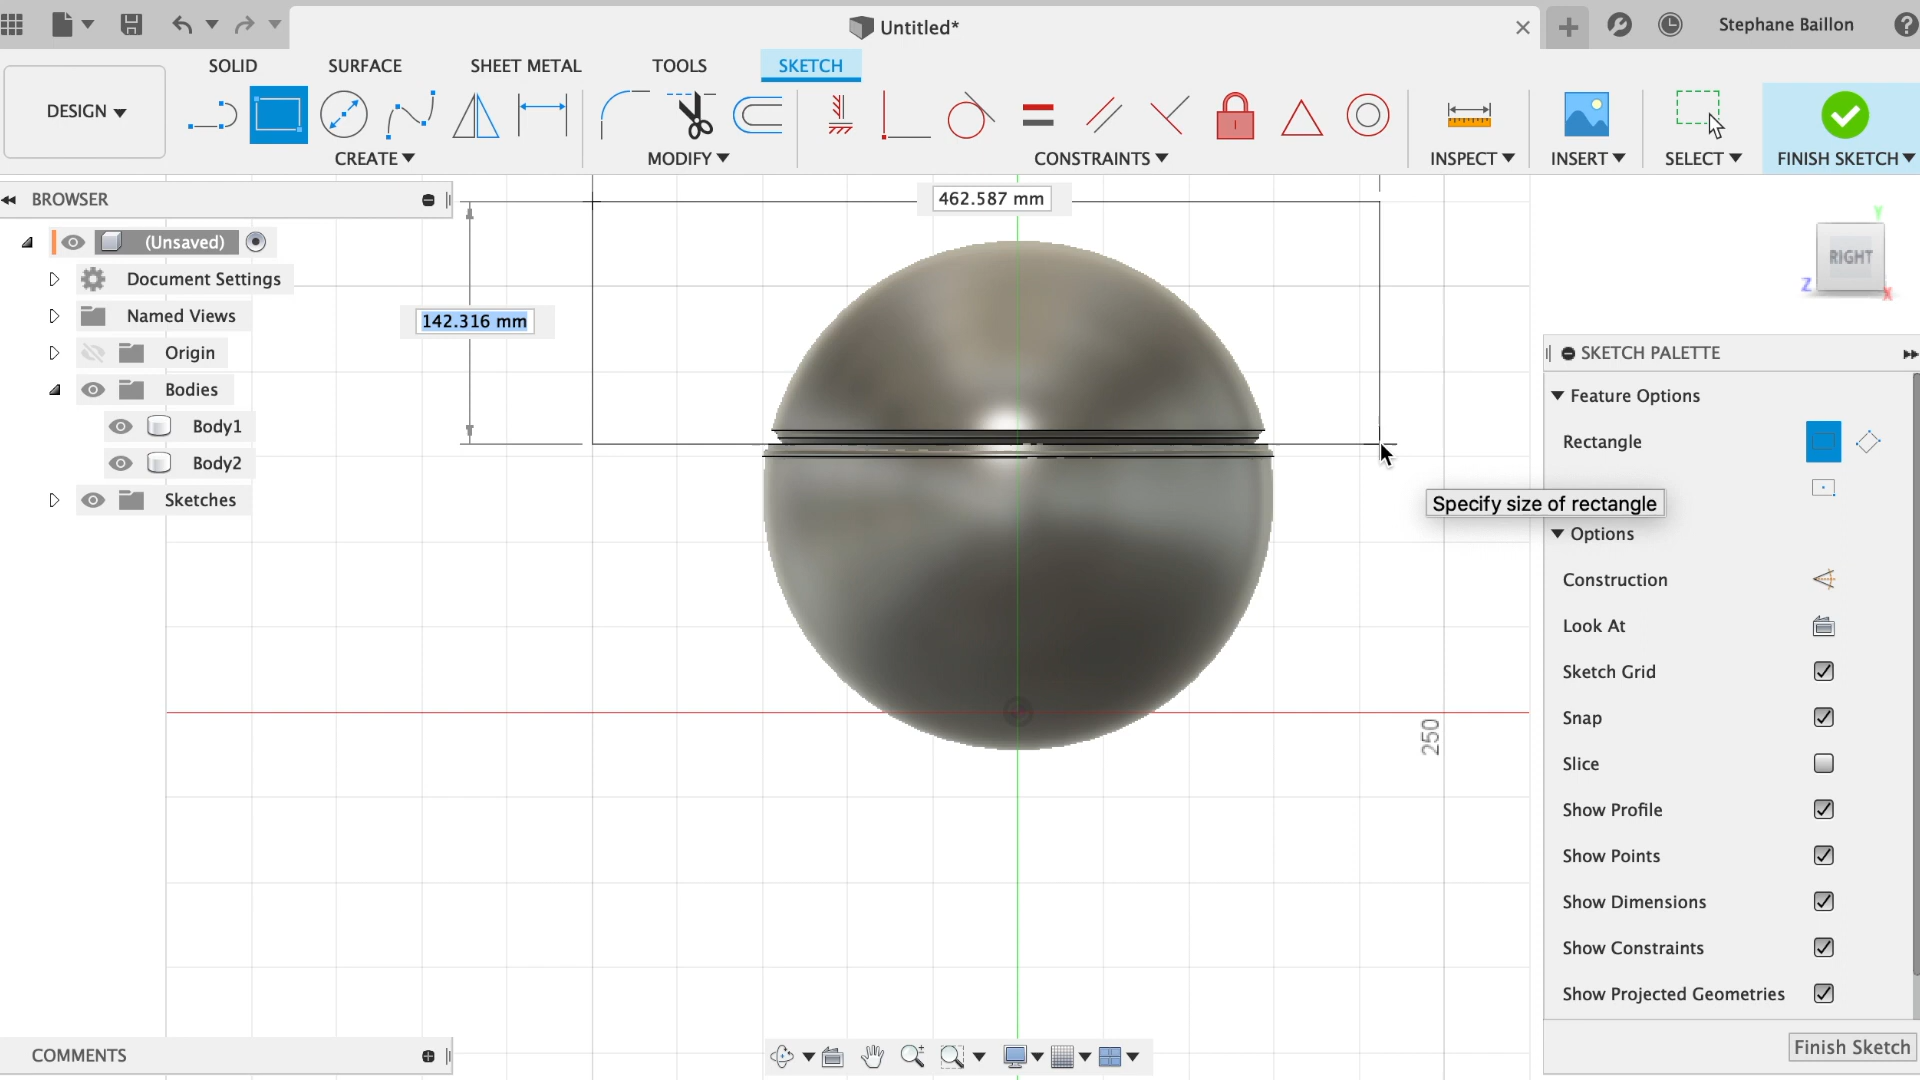 Untitled*
Stephane Baillon
SOLID
SURFACE
SHEET METAL
TOOLS
SKETCH
DESIGN
CREATE
MODIFY
CONSTRAINTS
INSPECT
INSERT
SELECT
FINISH SKETCH
BROWSER
462.587 mm
(Unsaved)
Document Settings
Named Views
142.316 mm
Origin
Bodies
Body1
Body2
Sketches
Y
RIGHT
Z
X
SKETCH PALETTE
Feature Options
Rectangle
Specify size of rectangle
Options
Construction
Look At
Sketch Grid
Snap
250
Slice
Show Profile
Show Points
Show Dimensions
Show Constraints
Show Projected Geometries
Finish Sketch
COMMENTS